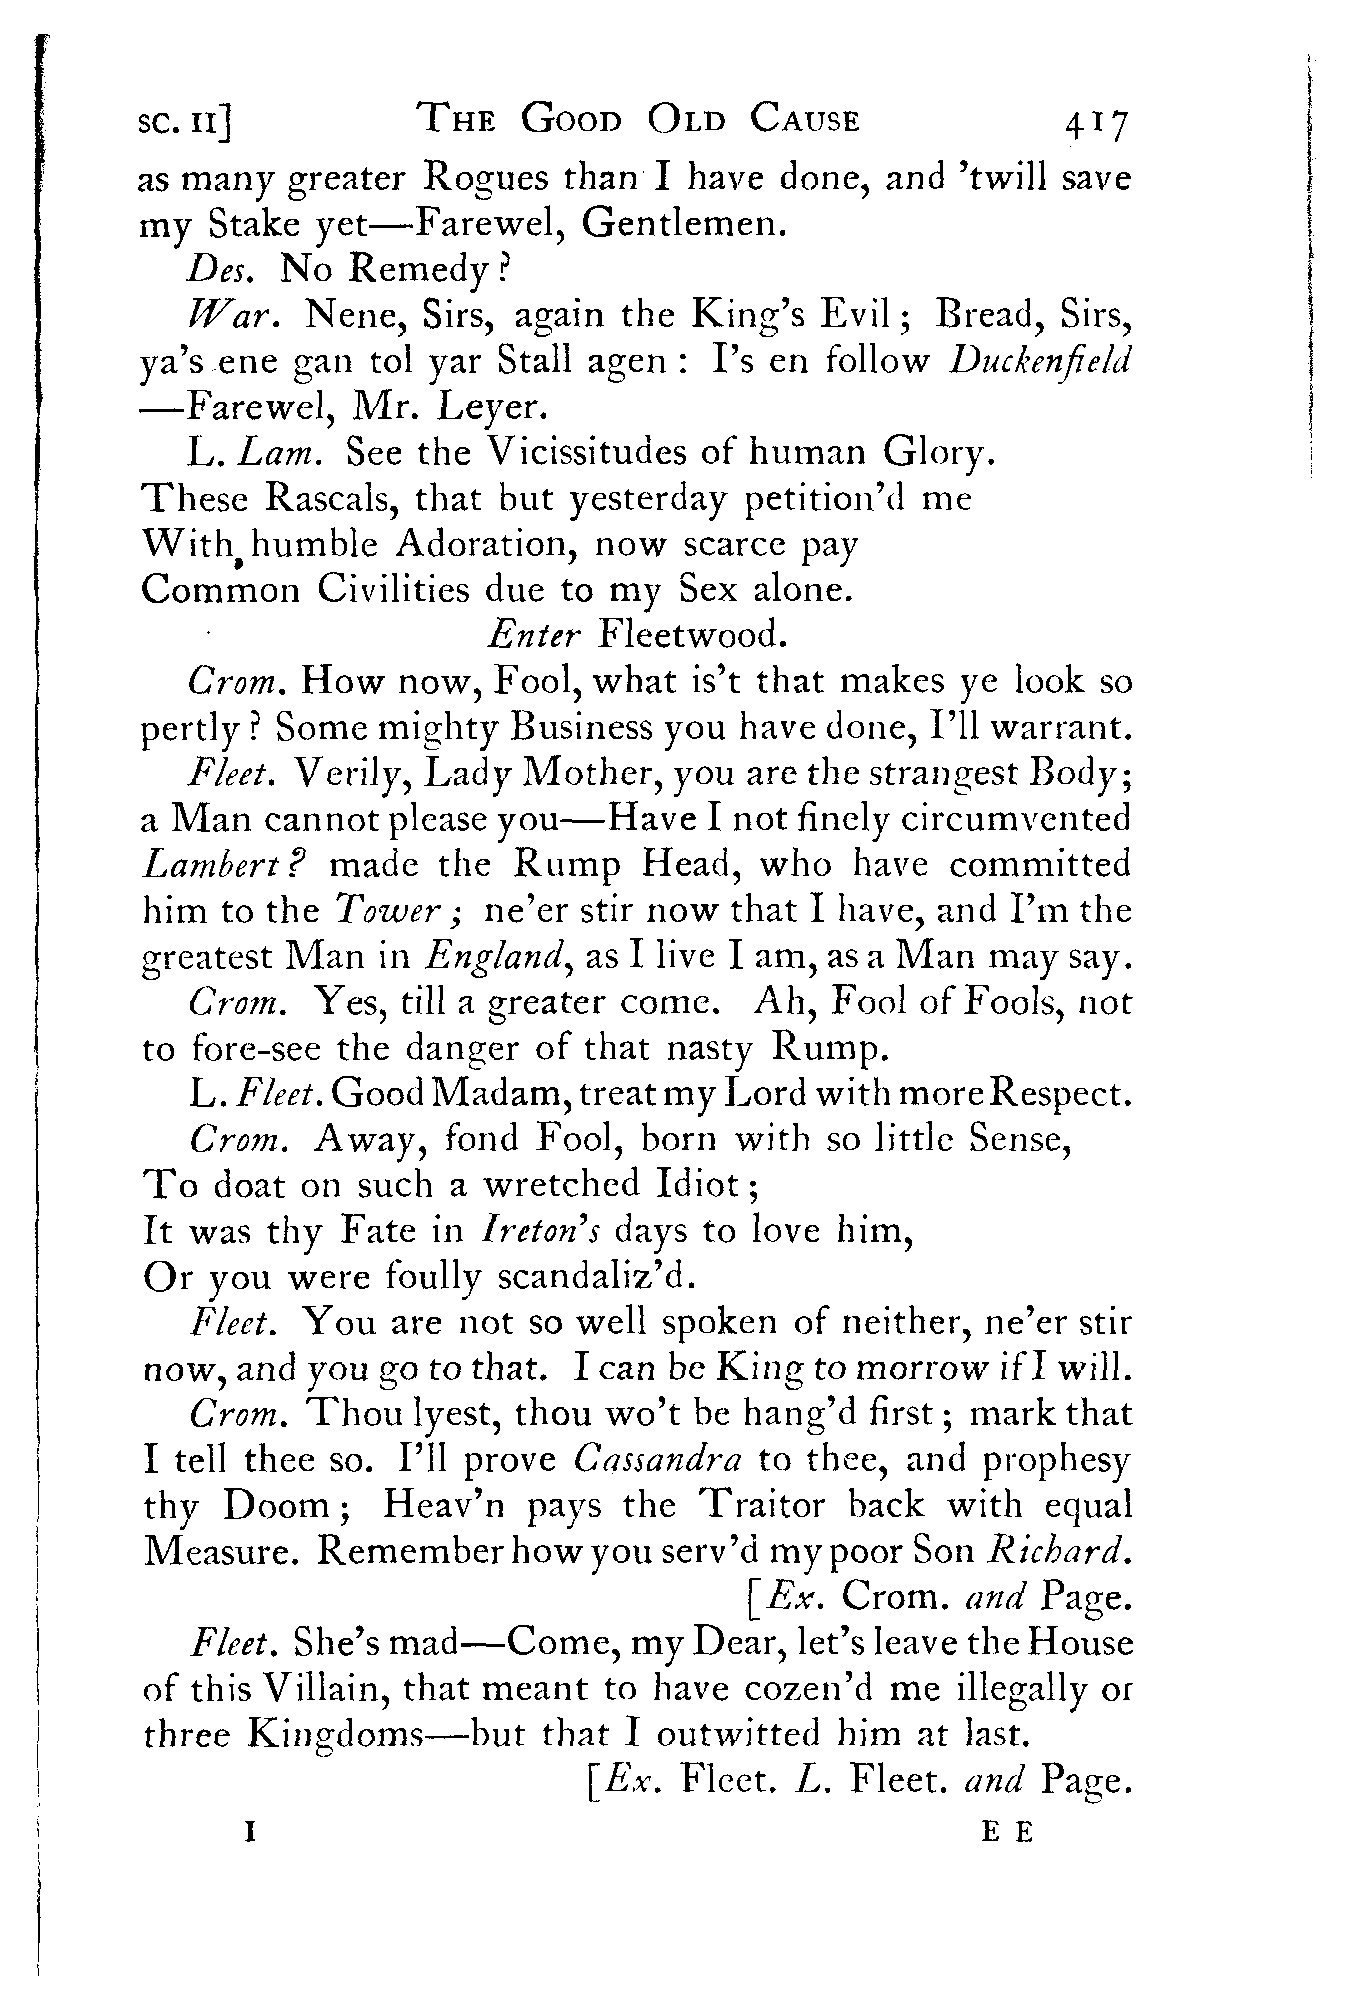 SC. II] THE GOOD OLD CAUSE 417
as many greater Rogues than I have done, and ’twill save
my Stake yet—Farewel, Gentlemen.
Des. No Remedy?
War. Nene, Sirs, again the King’s Evil; Bread, Sirs,
ya’s ene gan tol yar Stall agen: I’s en follow Duckenfield
—Farewel, Mr. Leyer.
L. Lam. See the Vicissitudes of human Glory.
These Rascals, that but yesterday petition’d me
With, humble Adoration, now scarce pay
Common Civilities due to my Sex alone.
Enter Fleetwood.
Crom. How now, Fool, what is’t that makes ye look so
pertly? Some mighty Business you have done, I’ll warrant.
Fleet. Verily, Lady Mother, you are the strangest Body;
a Man cannot please you—Have I not finely circumvented
Lambert? made the Rump Head, who have committed
him to the Tower; ne’er stir now that I have, and I’m the
greatest Man in England, as I live I am, as a Man may say.
Crom. Yes, till a greater come. Ah, Fool of Fools, not
to fore-see the danger of that nasty Rump.
L. Fleet. Good Madam, treat my Lord with more Respect.
Crom. Away, fond Fool, born with so little Sense,
To doat on such a wretched Idiot;
It was thy Fate in Ireton’s days to love him,
Or you were foully scandaliz’d.
Fleet. You are not so well spoken of neither, ne’er stir
now, and you go to that. I can be King to morrow if I will.
Crom. Thou lyest, thou wo’t be hang’d first; mark that
I tell thee so. I’ll prove Cassandra to thee, and prophesy
thy Doom; Heav’n pays the Traitor back with equal
Measure. Remember how you serv’d my poor Son Richard.
[Ex. Crom. and Page.
Fleet. She’s mad—Come, my Dear, let’s leave the House
of this Villain, that meant to have cozen’d me illegally or
three Kingdoms—but that I outwitted him at last.
[Ex. Fleet. L. Fleet. and Page.
I E E